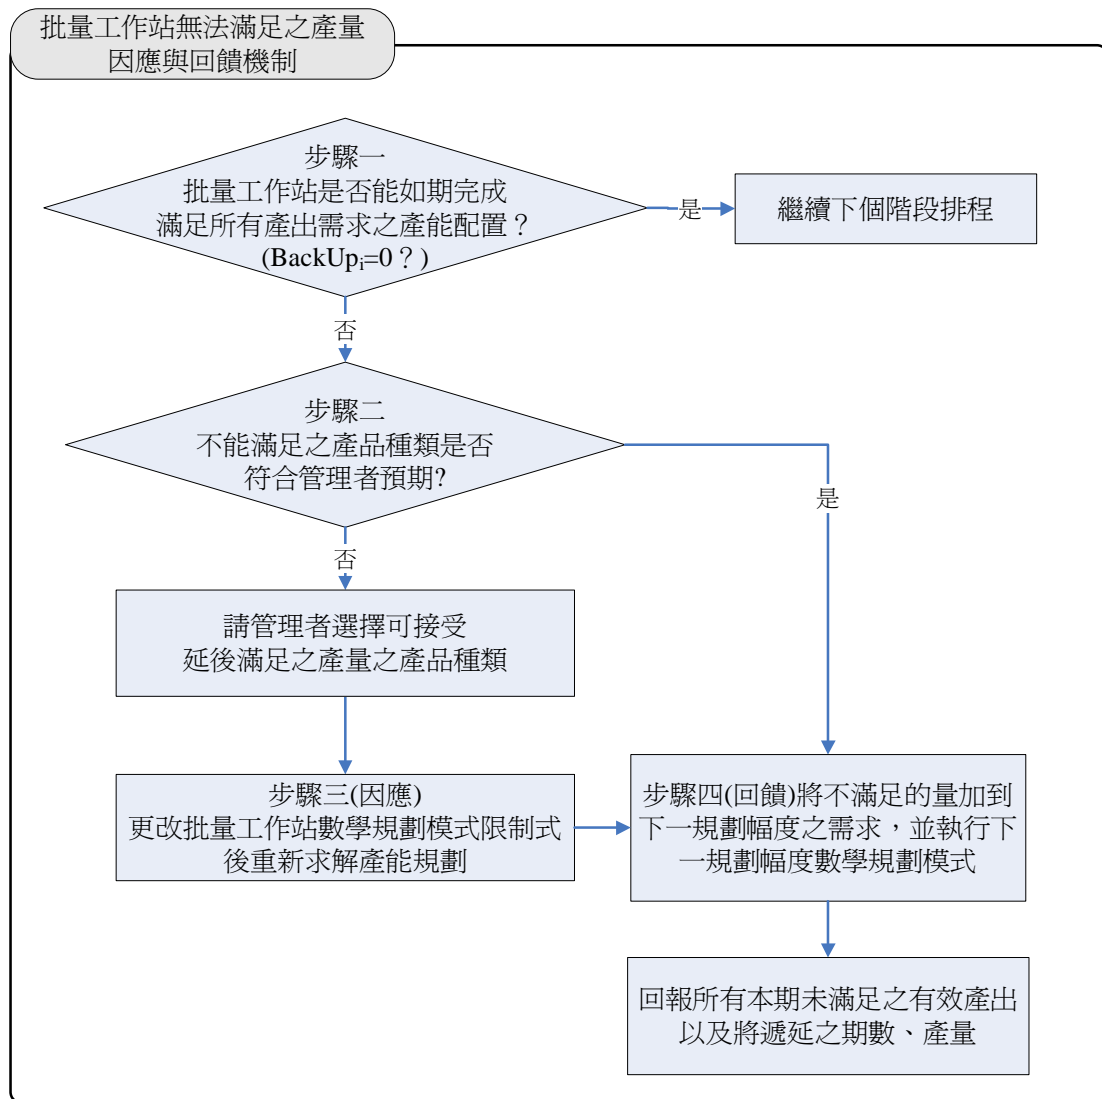 批量工作站無法滿足之產量
因應與回饋機制
步驟一
批量工作站是否能如期完成
滿足所有產出需求之產能配置？
(BackUpᵢ=0？)
是
繼續下個階段排程
否
步驟二
不能滿足之產品種類是否
符合管理者預期?
是
否
請管理者選擇可接受
延後滿足之產量之產品種類
步驟三(因應)
更改批量工作站數學規劃模式限制式
後重新求解產能規劃
步驟四(回饋)將不滿足的量加到
下一規劃幅度之需求，並執行下
一規劃幅度數學規劃模式
回報所有本期未滿足之有效產出
以及將遞延之期數、產量